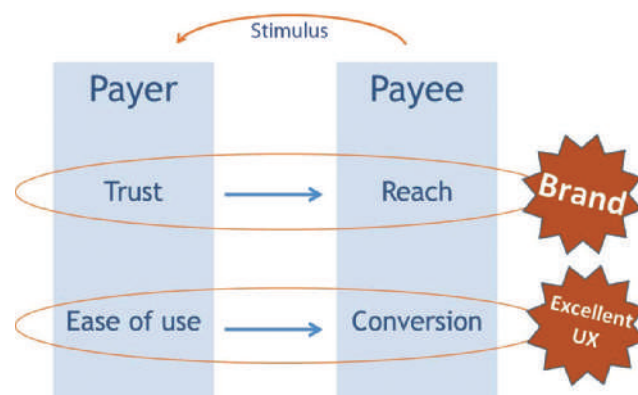 Stimulus
Payer
Payee
Trust
Reach
Brand
Ease of use
Conversion
Excellent
UX